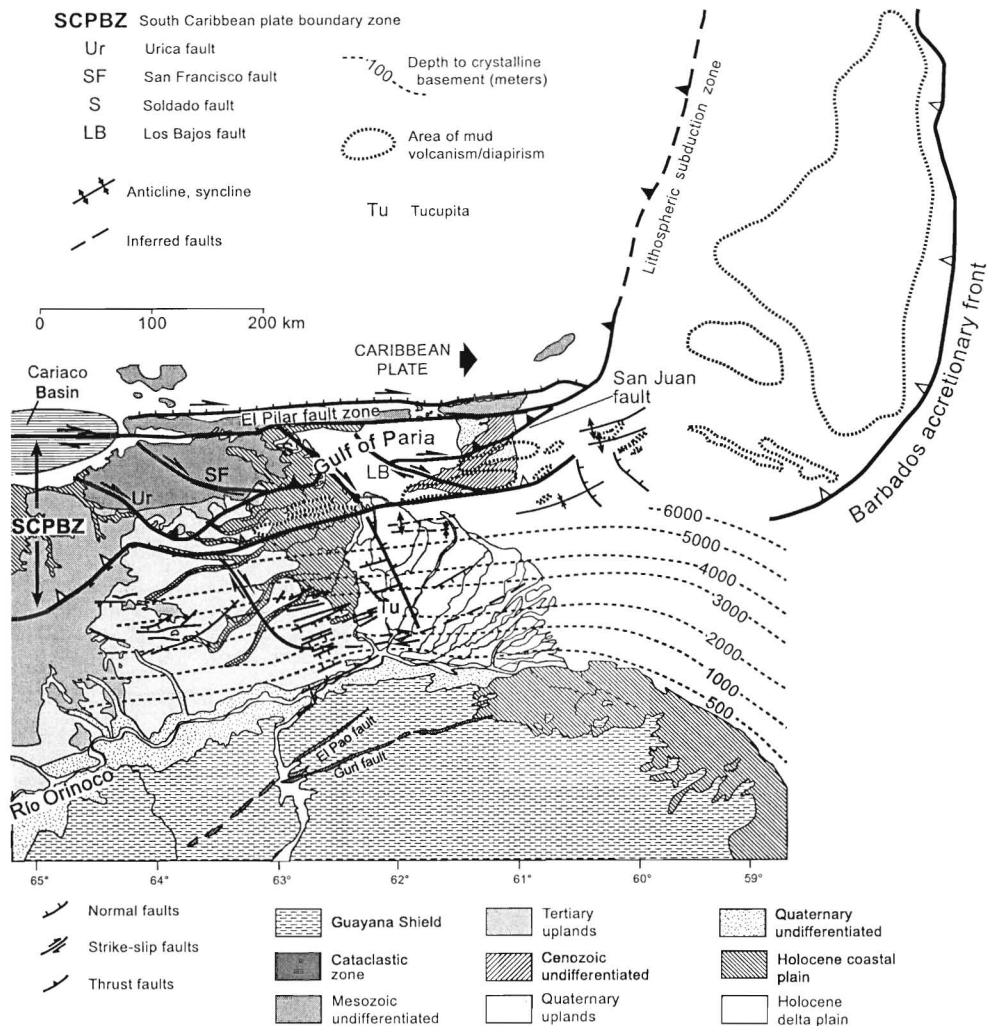 SCPBZ South Caribbean plate boundary zone
Ur Urica fault
SF San Francisco fault
S Soldado fault
LB Los Bajos fault
Anticline, syncline
Inferred faults
100
Depth to crystalline
basement (meters)
Area of mud
volcanism/diapirism
Tu Tucupita
0 100 200 km
Lithospheric subduction zone
Barbados accretionary front
CARIBBEAN
PLATE
Cariaco
Basin
San Juan
fault
El Pilar fault zone
Gulf of Paria
SF
LB
Ur
SCPBZ
Tu
6000
5000
4000
3000
2000
1000
500
El Pao fault
Guri fault
Río Orinoco
65° 64° 63° 62° 61° 60° 59°
Normal faults
Strike-slip faults
Thrust faults
Guayana Shield
Cataclastic
zone
Mesozoic
undifferentiated
Tertiary
uplands
Cenozoic
undifferentiated
Quaternary
uplands
Quaternary
undifferentiated
Holocene coastal
plain
Holocene
delta plain